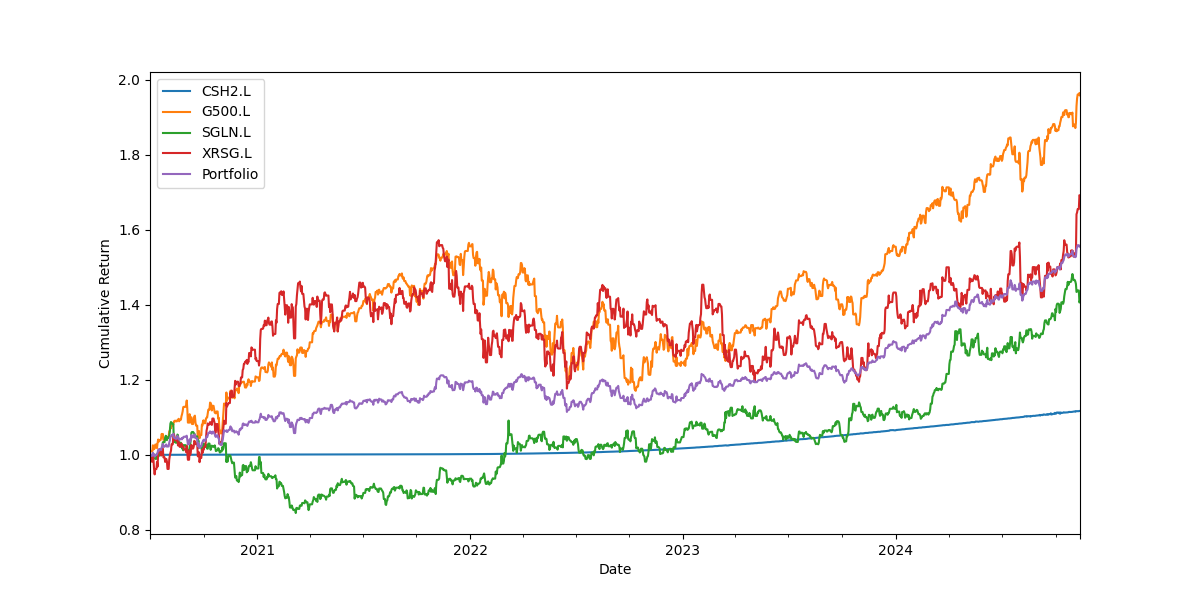 2.0
1.8
1.6
1.4
1.2
1.0
0.8
Cumulative Return
CSH2.L
G500.L
SGLN.L
XRSG.L
Portfolio
2021
2022
2023
2024
Date